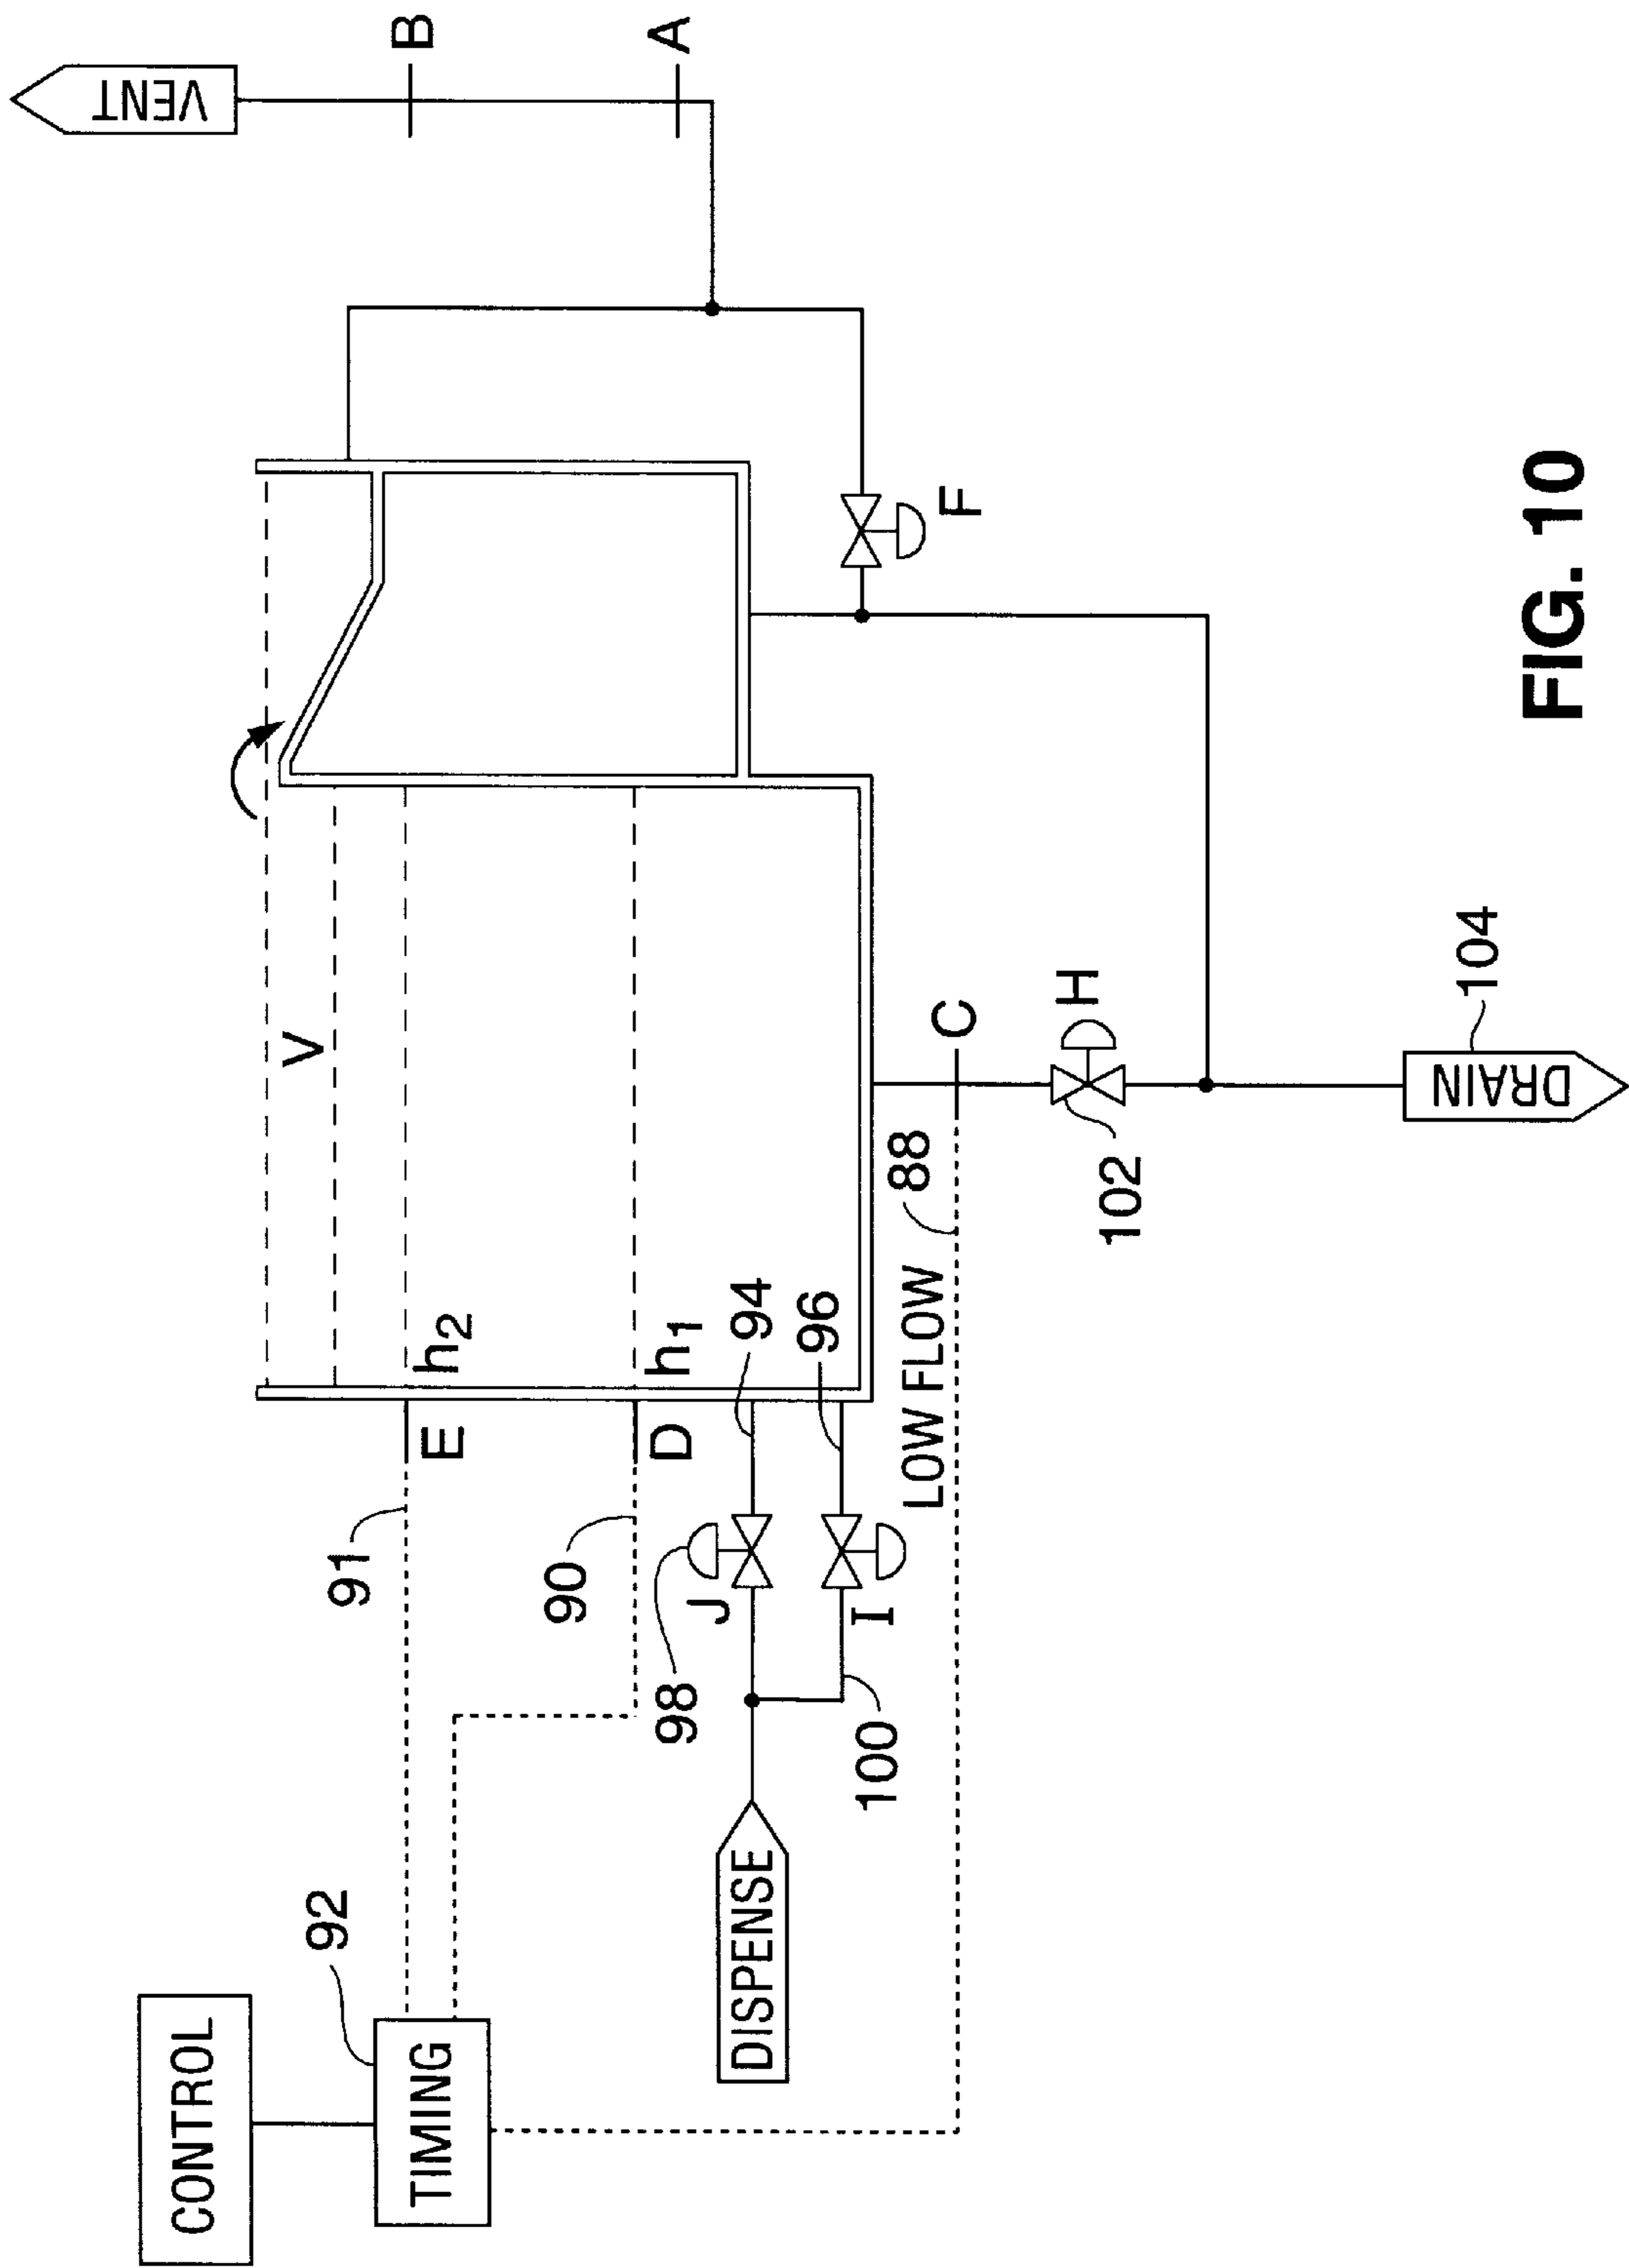 CONTROL
92
TIMING
91
E
h2
V
90
D
h1
98
J
94
DISPENSE
I
96
100
LOW FLOW
88
C
H
102
104
DRAIN
F
VENT
B
A
FIG. 10